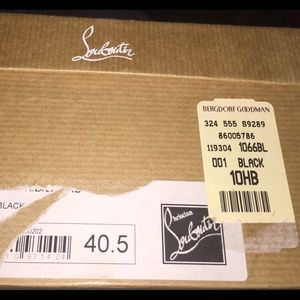 Louboutin
BERGDORF GOODMAN
324 555 S9289
86005786
119304 1066BL
001 BLACK
10HB
BLACK
40.5
Christian
Louboutin